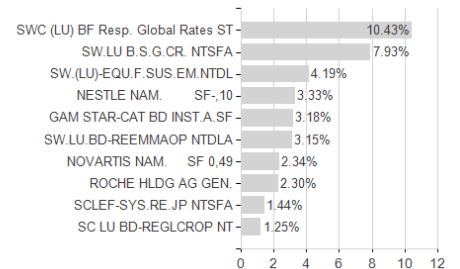 SWC (LU) BF Resp. Global Rates ST 10.43%
SW.LU B.S.G.CR. NTSFA 7.93%
SW.(LU)-EQU.F.SUS.EM.NTDL 4.19%
NESTLE NAM. SF-,10 3.33%
GAM STAR-CAT BD INST.A.SF 3.18%
SW.LU.BD-REEMMAOP NTDLA 3.15%
NOVARTIS NAM. SF 0,49 2.34%
ROCHE HLDG AG GEN. 2.30%
SCLEF-SYS.RE.JP NTSFA 1.44%
SC LU BD-REGLCROP NT 1.25%
0 2 4 6 8 10 12